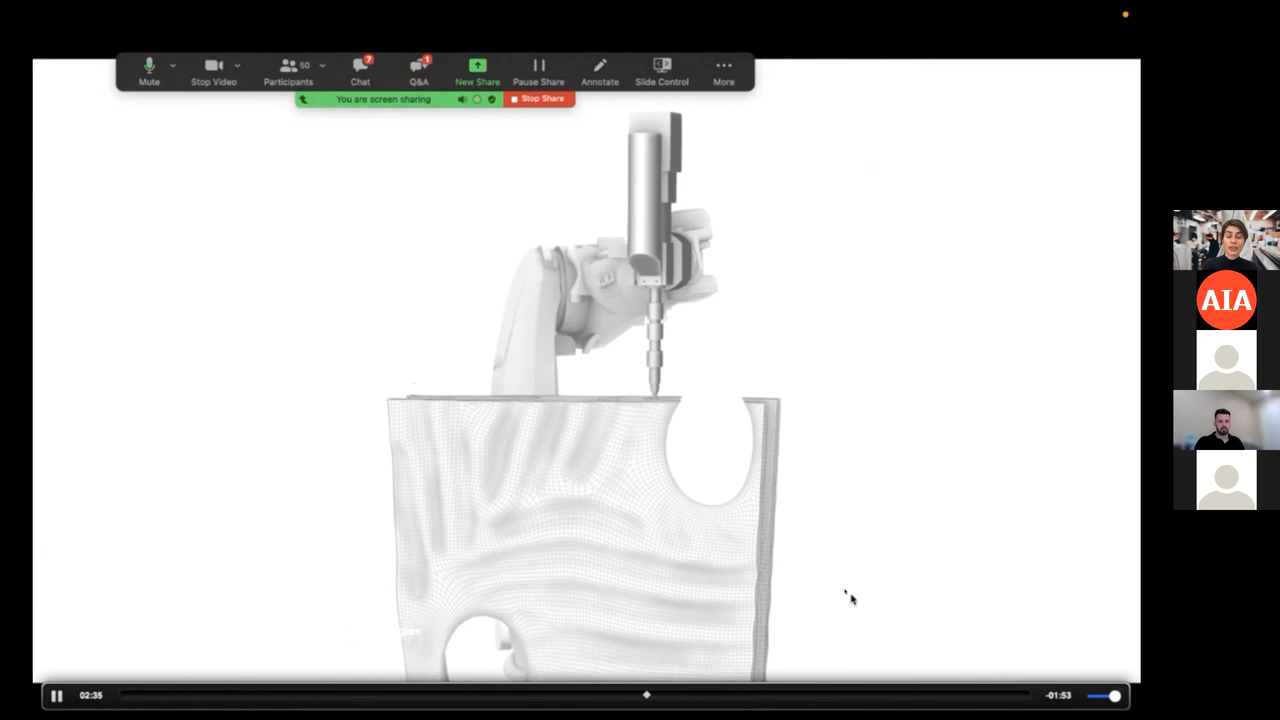 50
7
1
Mute
Stop Video
Participants
Chat
Q&A
New Share
Pause Share
Annotate
Slide Control
More
You are screen sharing
Stop Share
AIA
02:35
-01:53